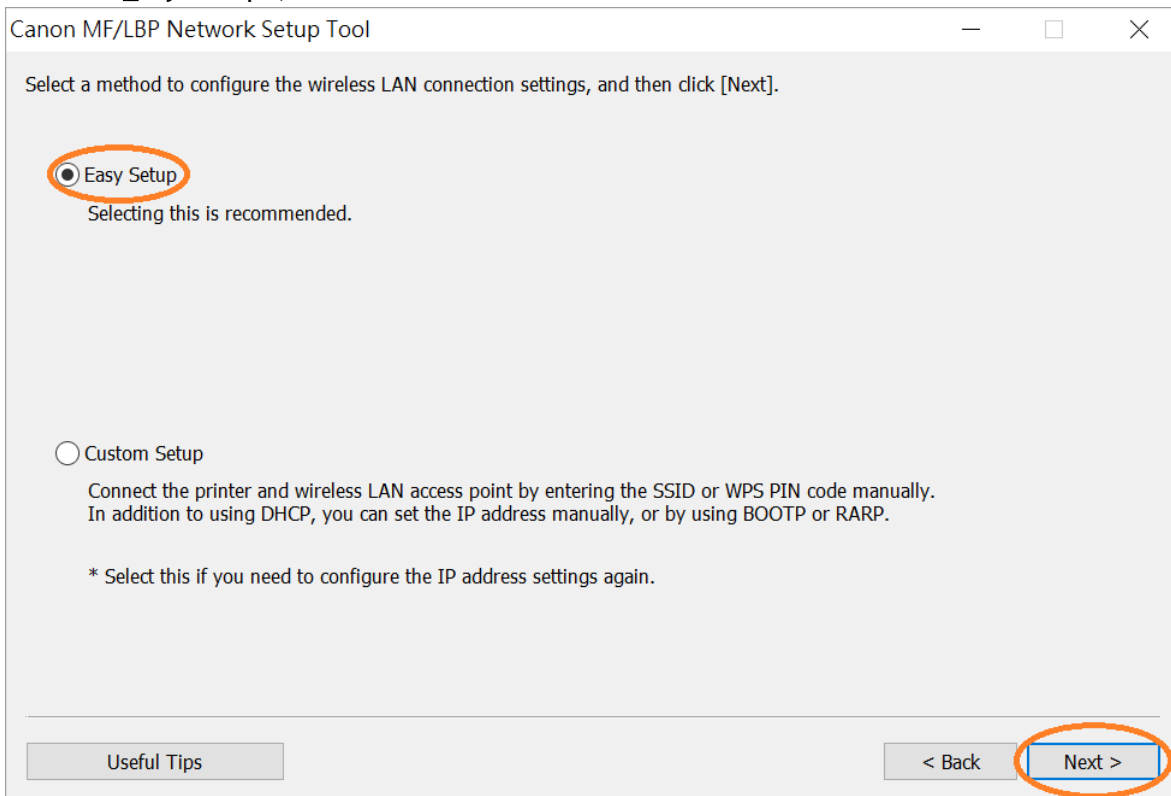 Canon MF/LBP Network Setup Tool
Select a method to configure the wireless LAN connection settings, and then click [Next].
Easy Setup
Selecting this is recommended.
Custom Setup
Connect the printer and wireless LAN access point by entering the SSID or WPS PIN code manually.
In addition to using DHCP, you can set the IP address manually, or by using BOOTP or RARP.
* Select this if you need to configure the IP address settings again.
Useful Tips
< Back
Next >